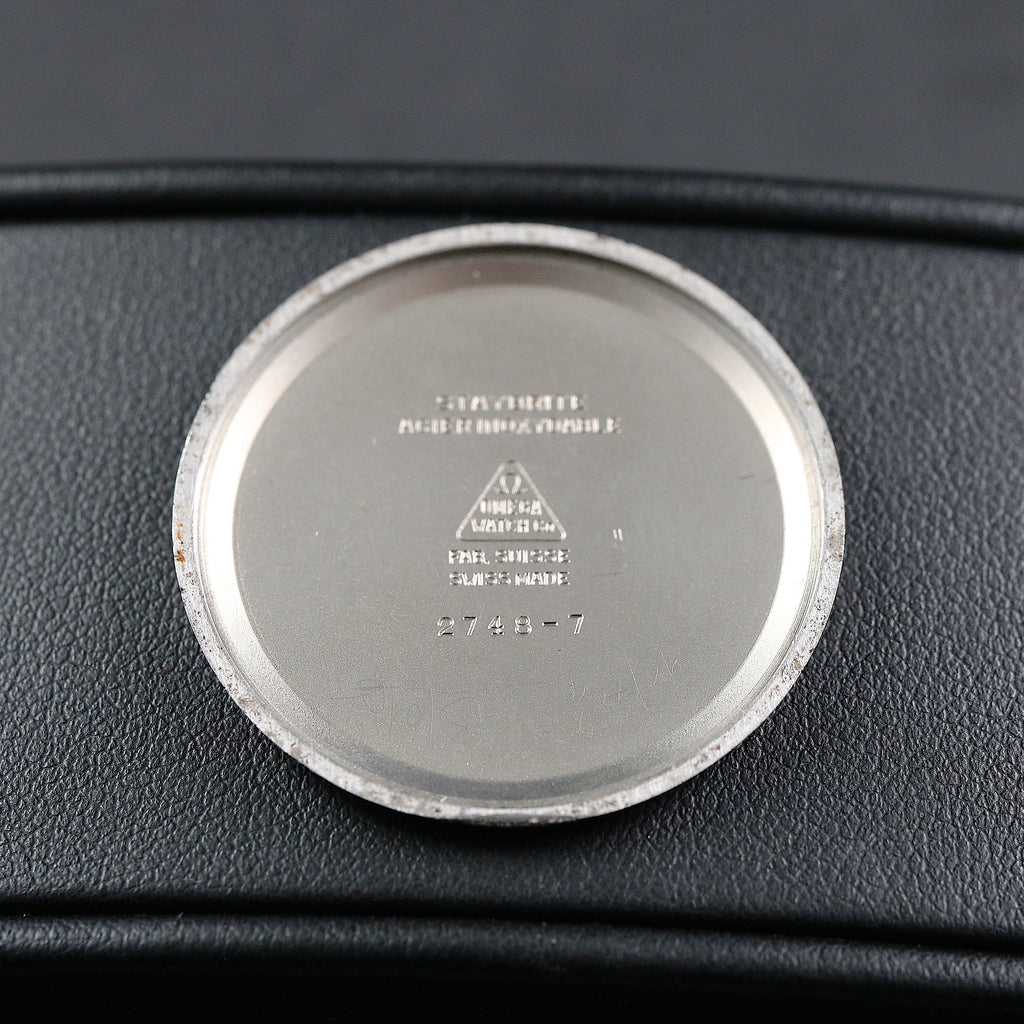 STAYBRITE
ACIER INOXYDABLE
Ω
OMEGA
WATCH Co
FAB. SUISSE
SWISS MADE
2748-7